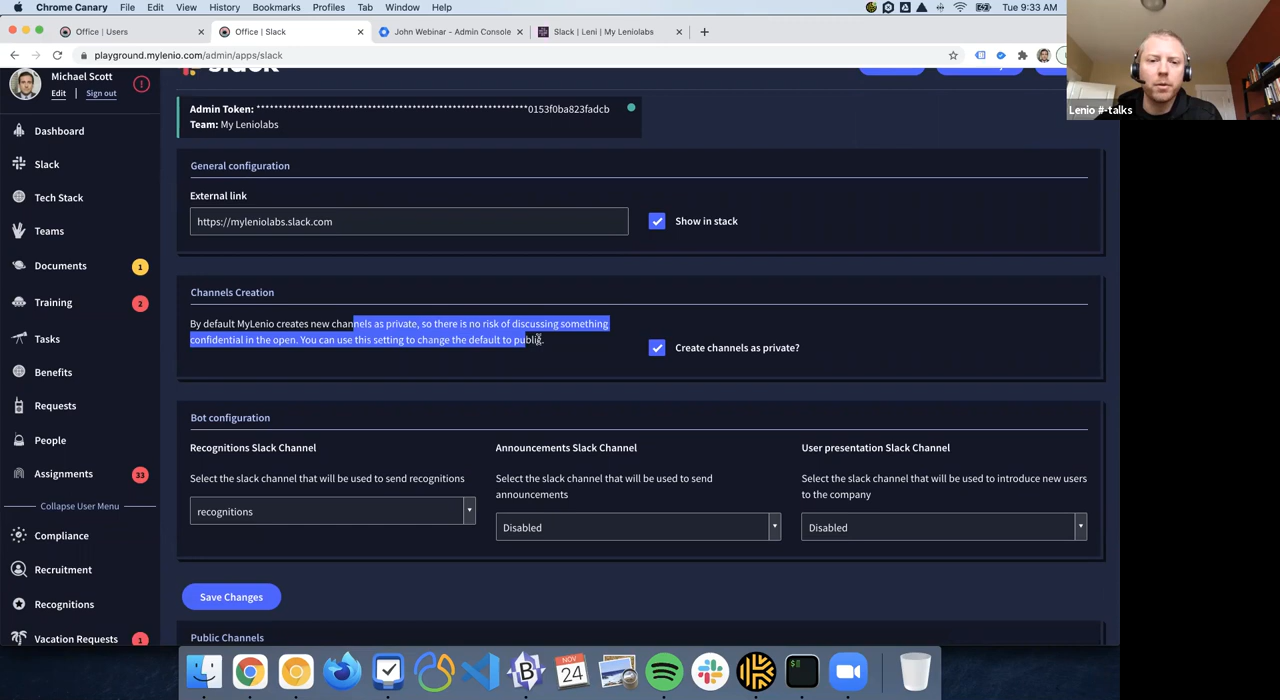 Chrome Canary File Edit View History Bookmarks Profiles Tab Window Help Tue 9:33 AM
Office | Users Office | Slack John Webinar - Admin Console Slack | Leni | My Leniolabs
playground.mylenio.com/admin/apps/slack
Lenio #-talks
Michael Scott
Edit | Sign out
Dashboard
Slack
Tech Stack
Teams
Documents 1
Training 2
Tasks
Benefits
Requests
People
Assignments 33
Collapse User Menu
Compliance
Recruitment
Recognitions
Vacation Requests 1
slack
Admin Token: ************************************************************0153f0ba823fadcb
Team: My Leniolabs
General configuration
External link
https://myleniolabs.slack.com
Show in stack
Channels Creation
By default MyLenio creates new channels as private, so there is no risk of discussing something
confidential in the open. You can use this setting to change the default to public.
Create channels as private?
Bot configuration
Recognitions Slack Channel
Select the slack channel that will be used to send recognitions
recognitions
Announcements Slack Channel
Select the slack channel that will be used to send
announcements
Disabled
User presentation Slack Channel
Select the slack channel that will be used to introduce new users
to the company
Disabled
Save Changes
Public Channels
NOV
24